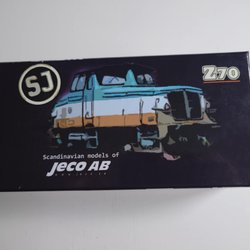 SJ
Z70
Scandinavian models of
Jeco AB